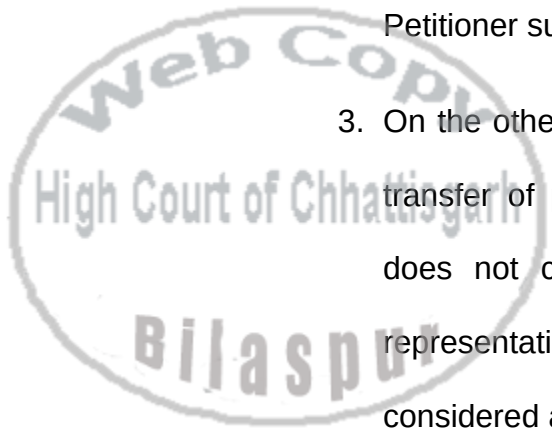 Petitioner su
Web Copy
3. On the othe
High Court of Chhattisgarh
transfer of
does not c
Bilaspur
representati
considered a